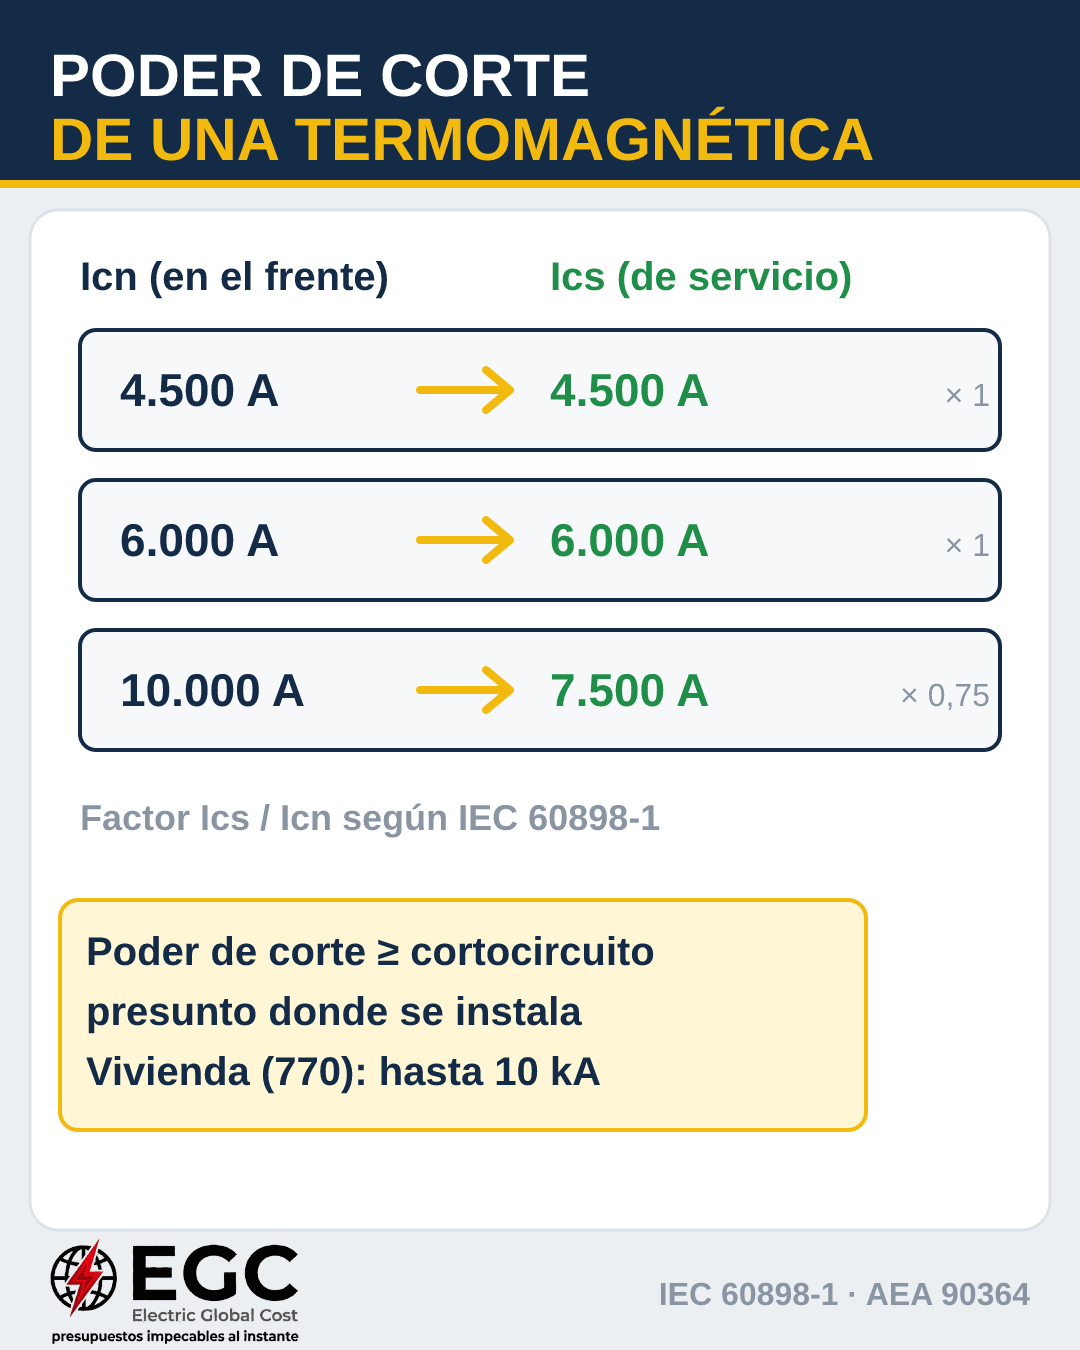 PODER DE CORTE
DE UNA TERMOMAGNÉTICA
Icn (en el frente) Ics (de servicio)
4.500 A 4.500 A × 1
6.000 A 6.000 A × 1
10.000 A 7.500 A × 0,75
Factor Ics / Icn según IEC 60898-1
Poder de corte ≥ cortocircuito
presunto donde se instala
Vivienda (770): hasta 10 kA
EGC
Electric Global Cost
presupuestos impecables al instante
IEC 60898-1 · AEA 90364